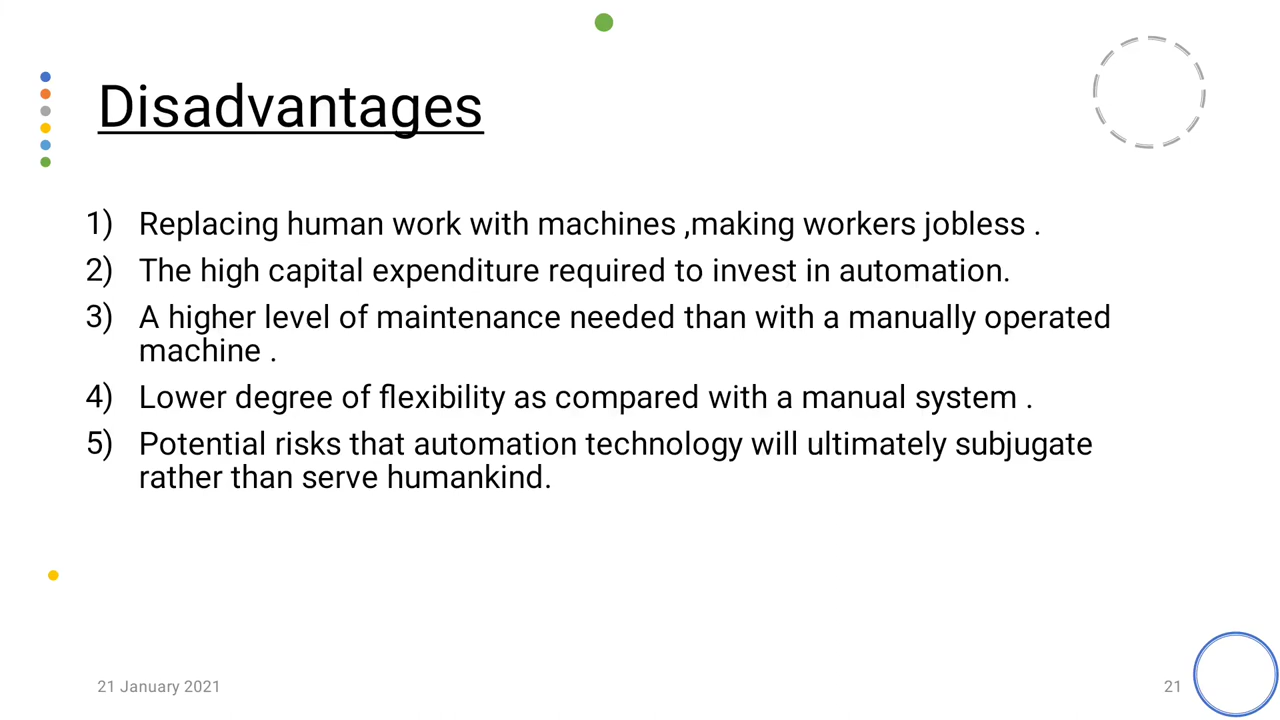 Disadvantages
1) Replacing human work with machines ,making workers jobless .
2) The high capital expenditure required to invest in automation.
3) A higher level of maintenance needed than with a manually operated
machine .
4) Lower degree of flexibility as compared with a manual system .
5) Potential risks that automation technology will ultimately subjugate
rather than serve humankind.
21 January 2021
21